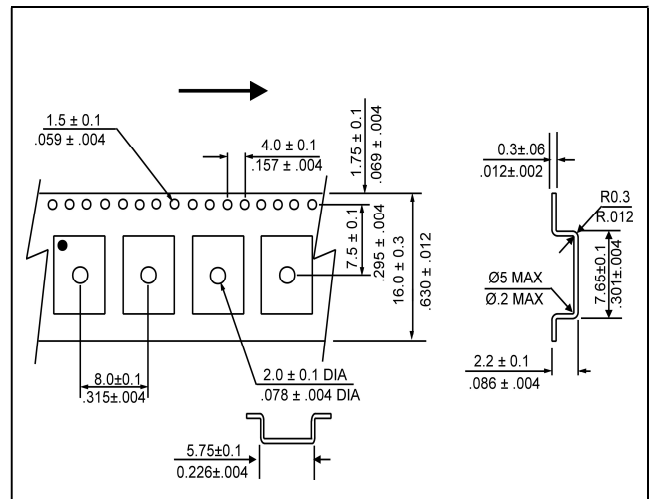 1.5 ± 0.1
.059 ± .004
4.0 ± 0.1
.157 ± .004
1.75 ± 0.1
.069 ± .004
0.3±.06
.012±.002
R0.3
R.012
7.5 ± 0.1
.295 ± .004
16.0 ± 0.3
.630 ± .012
Ø5 MAX
Ø.2 MAX
7.65±0.1
.301±.004
8.0±0.1
.315±.004
2.0 ± 0.1 DIA
.078 ± .004 DIA
2.2 ± 0.1
.086 ± .004
5.75±0.1
0.226±.004